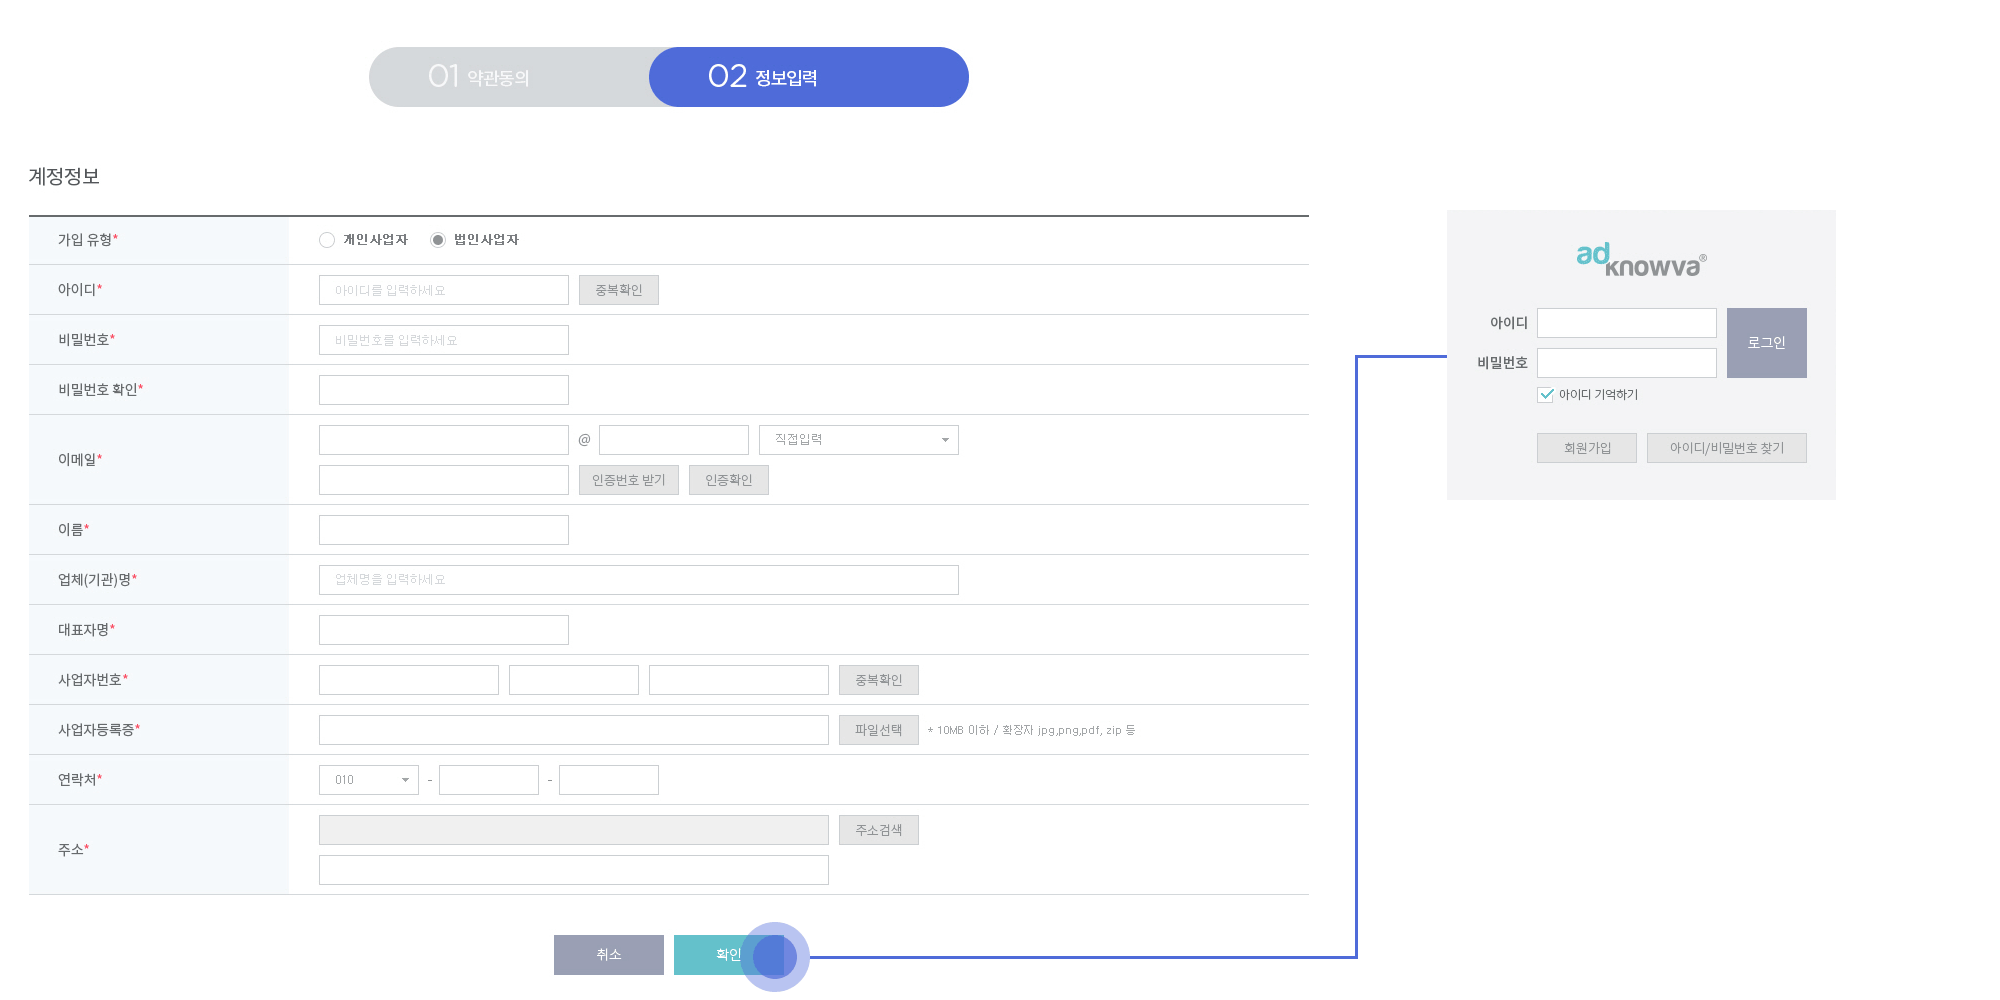 01 약관동의 02 정보입력
계정정보
가입 유형* 개인사업자 법인사업자
아이디* 아이디를 입력하세요 중복확인
비밀번호* 비밀번호를 입력하세요
비밀번호 확인*
이메일* @ 직접입력
인증번호 받기 인증확인
이름*
업체(기관)명* 업체명을 입력하세요
대표자명*
사업자번호* 중복확인
사업자등록증* 파일선택 * 10MB 이하 / 확장자 jpg,png,pdf, zip 등
연락처* 010 - -
주소* 주소검색
취소 확인
adknowva®
아이디
비밀번호
로그인
아이디 기억하기
회원가입 아이디/비밀번호 찾기